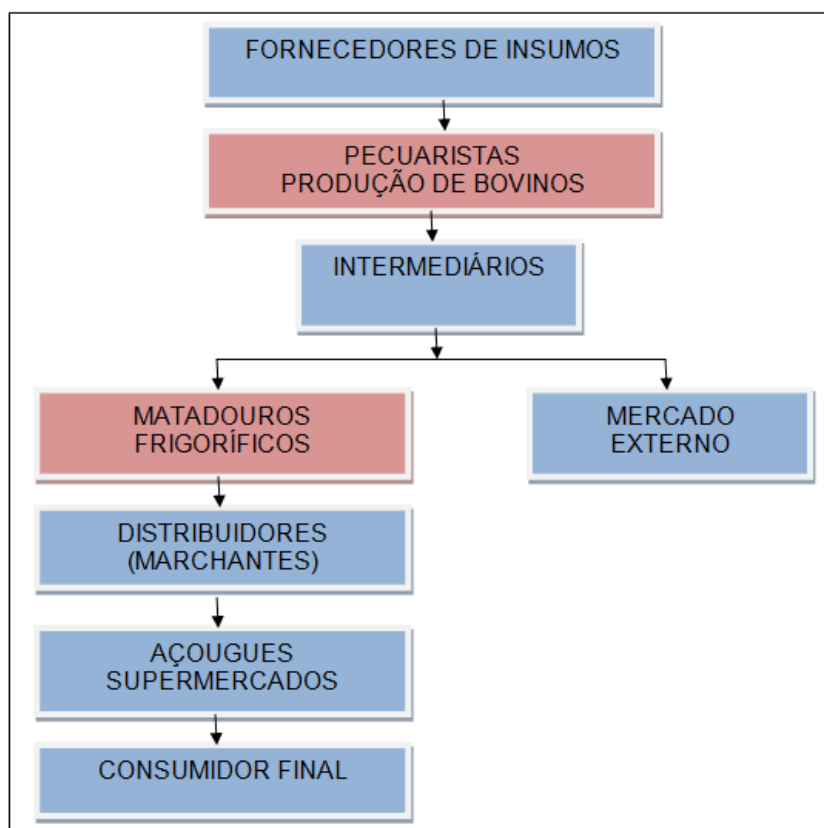 FORNECEDORES DE INSUMOS
PECUARISTAS
PRODUÇÃO DE BOVINOS
INTERMEDIÁRIOS
MATADOUROS
FRIGORÍFICOS
MERCADO
EXTERNO
DISTRIBUIDORES
(MARCHANTES)
AÇOUGUES
SUPERMERCADOS
CONSUMIDOR FINAL